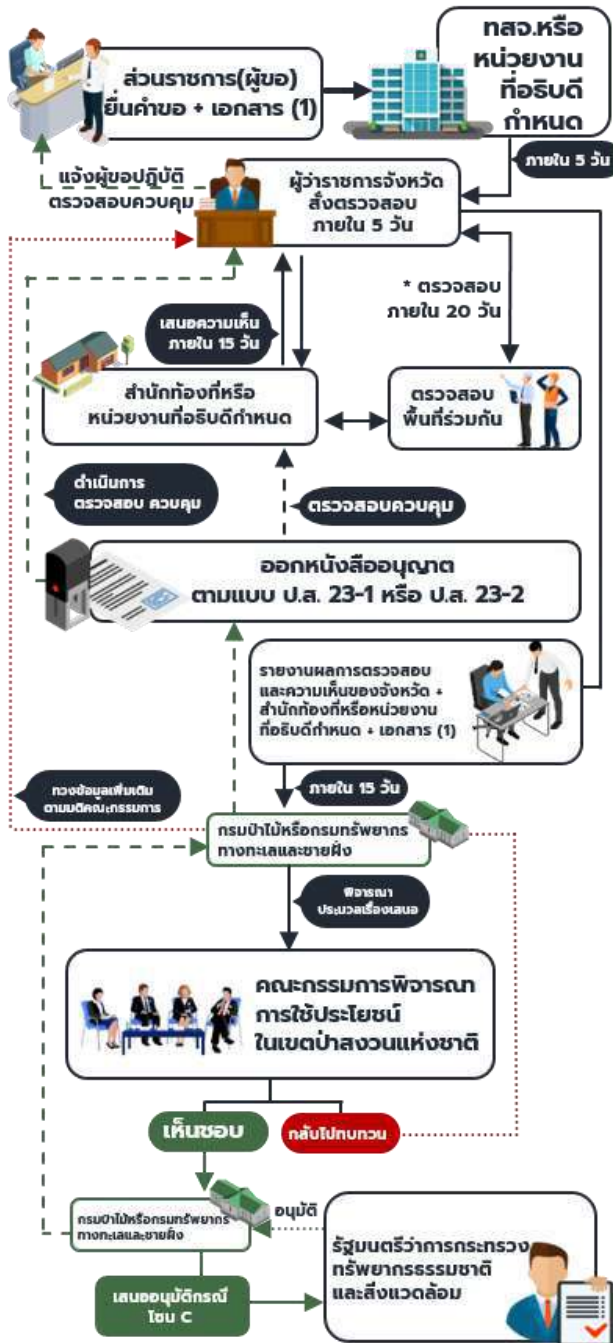 ส่วนราชการ(ผู้ขอ)
ยื่นคำขอ + เอกสาร (1)
ทสจ.หรือ
หน่วยงาน
ที่อธิบดี
กำหนด
ภายใน 5 วัน
แจ้งผู้ขอปฏิบัติ
ตรวจสอบควบคุม
ผู้ว่าราชการจังหวัด
สั่งตรวจสอบ
ภายใน 5 วัน
* ตรวจสอบ
ภายใน 20 วัน
เสนอความเห็น
ภายใน 15 วัน
สำนักท้องที่หรือ
หน่วยงานที่อธิบดีกำหนด
ตรวจสอบ
พื้นที่ร่วมกัน
ดำเนินการ
ตรวจสอบ ควบคุม
ตรวจสอบควบคุม
ออกหนังสืออนุญาต
ตามแบบ ป.ส. 23-1 หรือ ป.ส. 23-2
รายงานผลการตรวจสอบ
และความเห็นของจังหวัด +
สำนักท้องที่หรือหน่วยงาน
ที่อธิบดีกำหนด + เอกสาร (1)
ภายใน 15 วัน
ทวงข้อมูลเพิ่มเติม
ตามมติคณะกรรมการ
กรมป่าไม้หรือกรมทรัพยากร
ทางทะเลและชายฝั่ง
พิจารณา
ประมวลเรื่องเสนอ
คณะกรรมการพิจารณา
การใช้ประโยชน์
ในเขตป่าสงวนแห่งชาติ
เห็นชอบ
กลับไปทบทวน
กรมป่าไม้หรือกรมทรัพยากร
ทางทะเลและชายฝั่ง
อนุมัติ
รัฐมนตรีว่าการกระทรวง
ทรัพยากรธรรมชาติ
และสิ่งแวดล้อม
เสนออนุมัติกรณี
โซน C